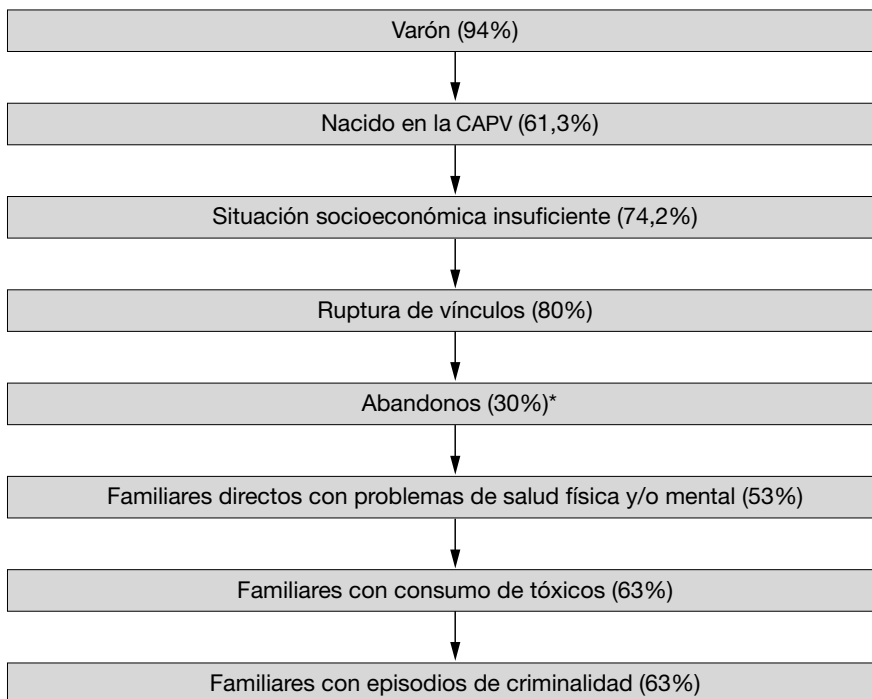 Varón (94%)
Nacido en la CAPV (61,3%)
Situación socioeconómica insuficiente (74,2%)
Ruptura de vínculos (80%)
Abandonos (30%)*
Familiares directos con problemas de salud física y/o mental (53%)
Familiares con consumo de tóxicos (63%)
Familiares con episodios de criminalidad (63%)